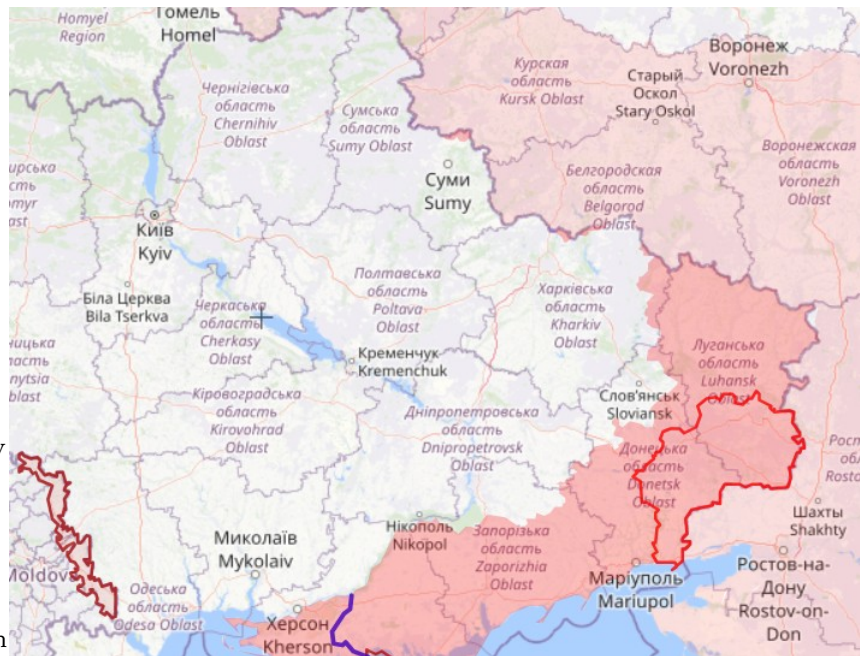 Гомель
Homel
Homyel
Region
Воронеж
Voronezh
Курская
область
Kursk Oblast
Старый
Оскол
Stary Oskol
Чернігівська
область
Chernihiv
Oblast
Сумська
область
Sumy Oblast
Воронежская
область
Voronezh
Oblast
Белгородская
область
Belgorod
Oblast
Суми
Sumy
Київ
Kyiv
Полтавська
область
Poltava
Oblast
Харківська
область
Kharkiv
Oblast
Біла Церква
Bila Tserkva
Черкаська
область
Cherkasy
Oblast
Луганська
область
Luhansk
Oblast
Кременчук
Kremenchuk
Слов'янськ
Sloviansk
Кіровоградська
область
Kirovohrad
Oblast
Дніпропетровська
область
Dnipropetrovsk
Oblast
Донецька
область
Donetsk
Oblast
Шахты
Shakhty
Нікополь
Nikopol
Запорізька
область
Zaporizhia
Oblast
Миколаїв
Mykolaiv
Moldova
Маріуполь
Mariupol
Ростов-на-
Дону
Rostov-on-
Don
Одеська
область
Odesa Oblast
Херсон
Kherson